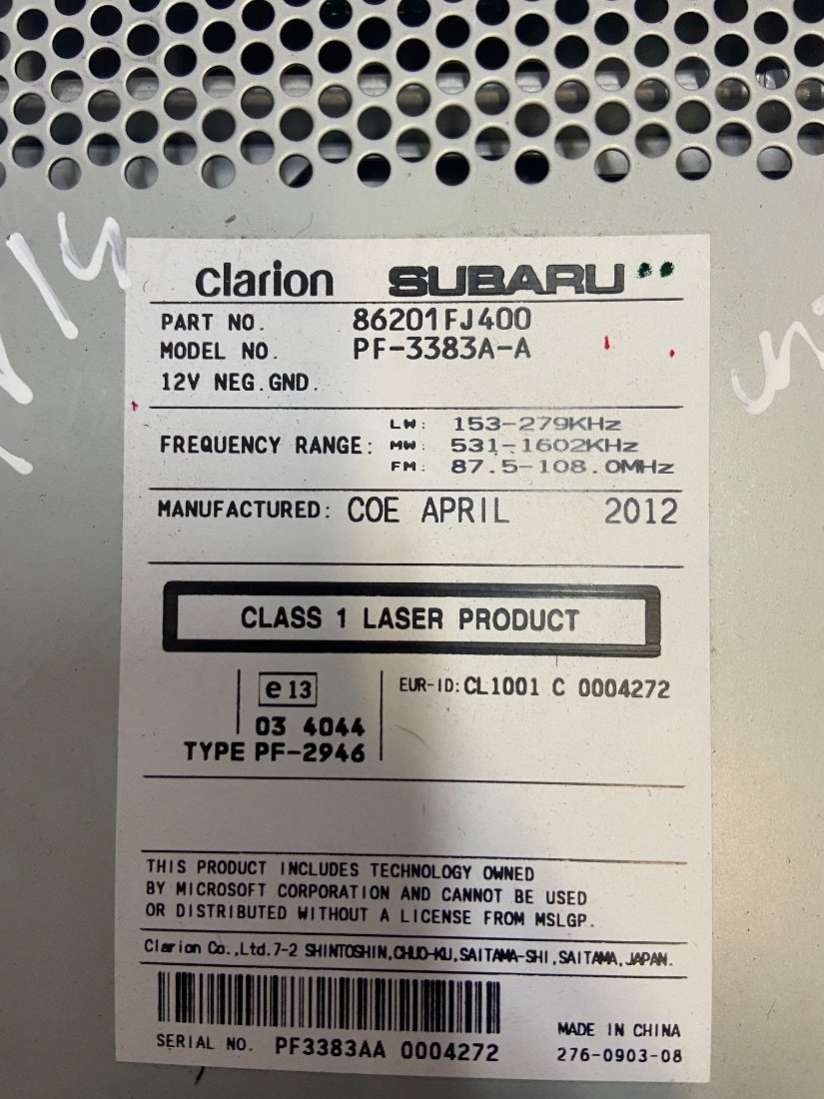 clarion SUBARU
PART NO. 86201FJ400
MODEL NO. PF-3383A-A
12V NEG.GND.
FREQUENCY RANGE: LW: 153-279KHz
MW: 531-1602KHz
FM: 87.5-108.0MHz
MANUFACTURED: COE APRIL 2012
CLASS 1 LASER PRODUCT
e13
EUR-ID:CL1001 C 0004272
03 4044
TYPE PF-2946
THIS PRODUCT INCLUDES TECHNOLOGY OWNED
BY MICROSOFT CORPORATION AND CANNOT BE USED
OR DISTRIBUTED WITHOUT A LICENSE FROM MSLGP.
Clarion Co.,Ltd.7-2 SHINTOSHIN,CHUO-KU,SAITAMA-SHI,SAITAMA,JAPAN.
SERIAL NO. PF3383AA 0004272
MADE IN CHINA
276-0903-08